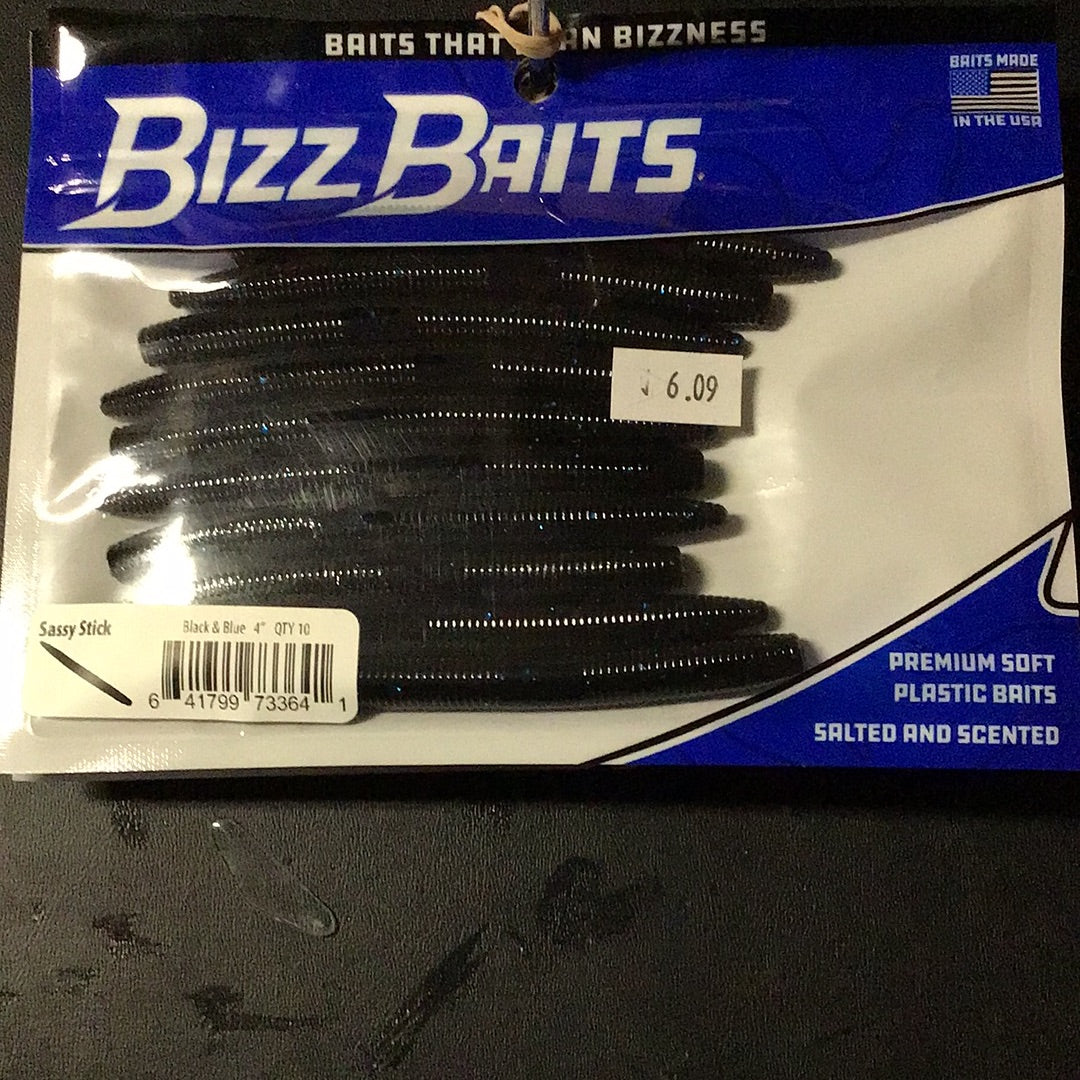 BAITS THAT AN BIZZNESS
BIZZ BAITS
BAITS MADE
IN THE USA
6.09
Sassy Stick
Black & Blue 4" QTY 10
6 41799 73364 1
PREMIUM SOFT
PLASTIC BAITS
SALTED AND SCENTED